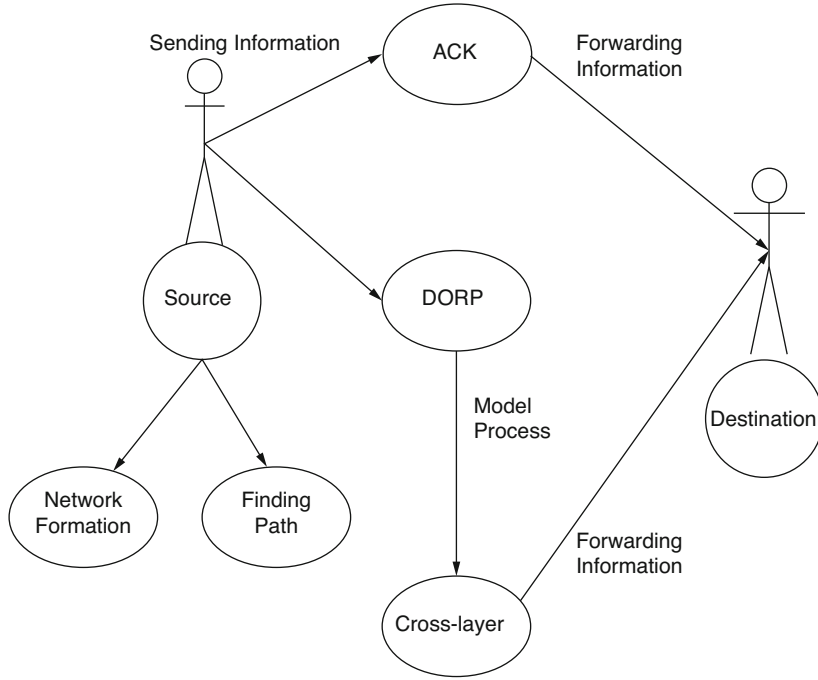 Sending Information
ACK
Forwarding
Information
Source
DORP
Model
Process
Destination
Network
Formation
Finding
Path
Forwarding
Information
Cross-layer